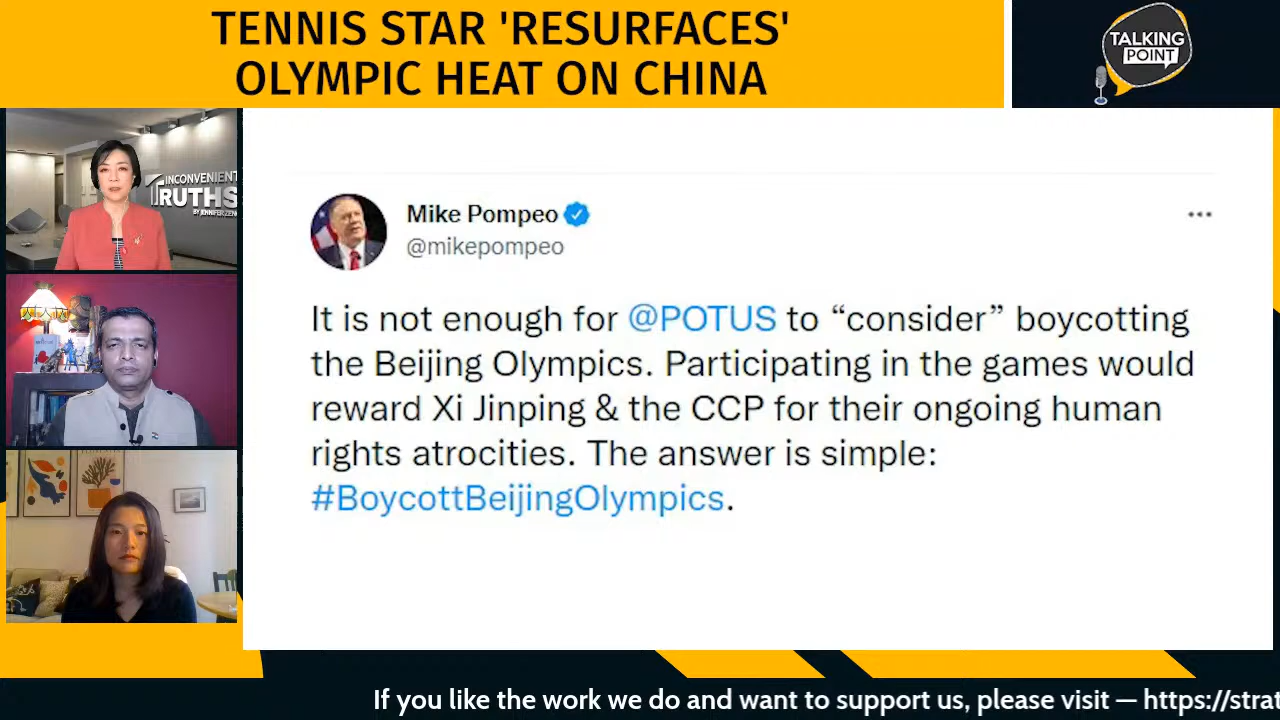 TENNIS STAR 'RESURFACES'
OLYMPIC HEAT ON CHINA
TALKING
POINT
INCONVENIENT
TRUTHS
BY JENNIFER ZENG
Mike Pompeo
@mikepompeo
It is not enough for @POTUS to “consider” boycotting
the Beijing Olympics. Participating in the games would
reward Xi Jinping & the CCP for their ongoing human
rights atrocities. The answer is simple:
#BoycottBeijingOlympics.
If you like the work we do and want to support us, please visit — https://strat